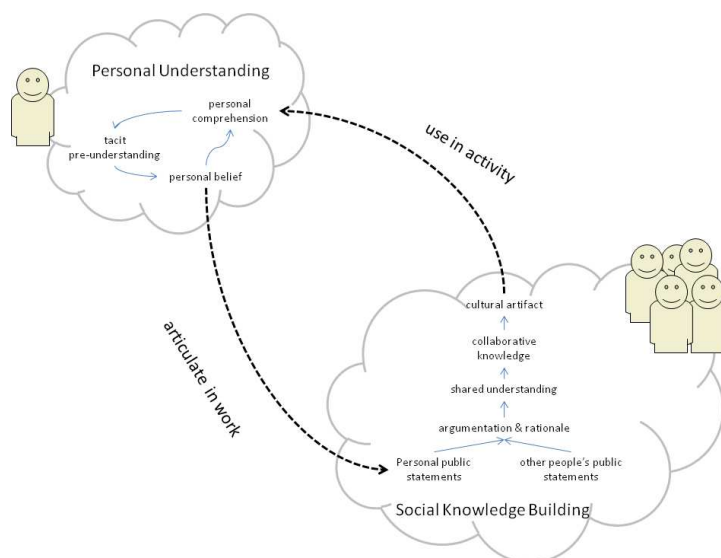 Personal Understanding
personal
comprehension
tacit
pre-understanding
personal belief
use in activity
articulate in work
cultural artifact
collaborative
knowledge
shared understanding
argumentation & rationale
Personal public
statements
other people's public
statements
Social Knowledge Building